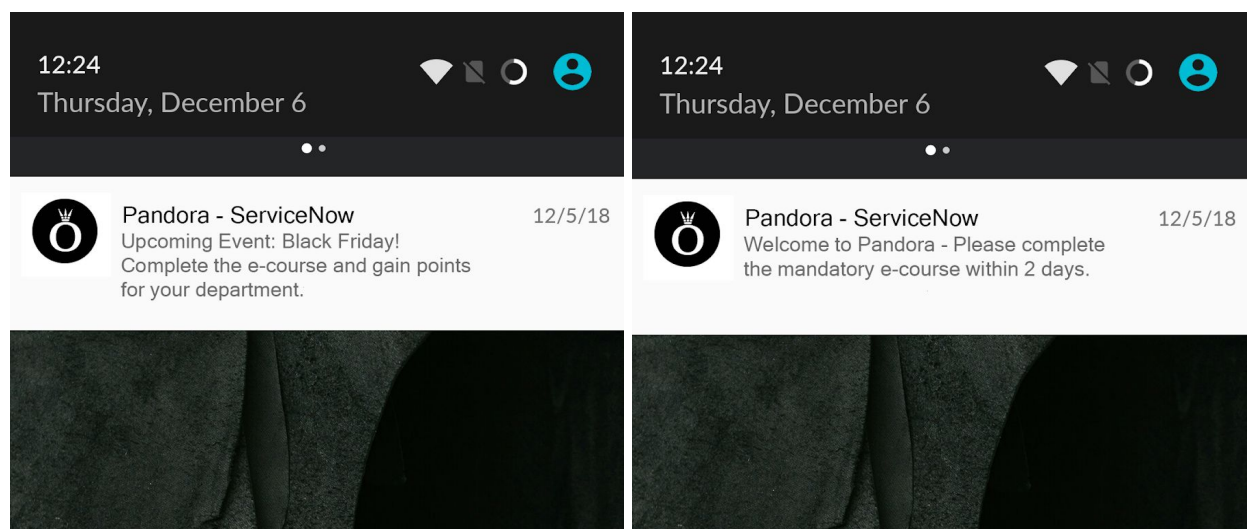 12:24
Thursday, December 6
Pandora - ServiceNow
12/5/18
Upcoming Event: Black Friday!
Complete the e-course and gain points
for your department.
12:24
Thursday, December 6
Pandora - ServiceNow
12/5/18
Welcome to Pandora - Please complete
the mandatory e-course within 2 days.